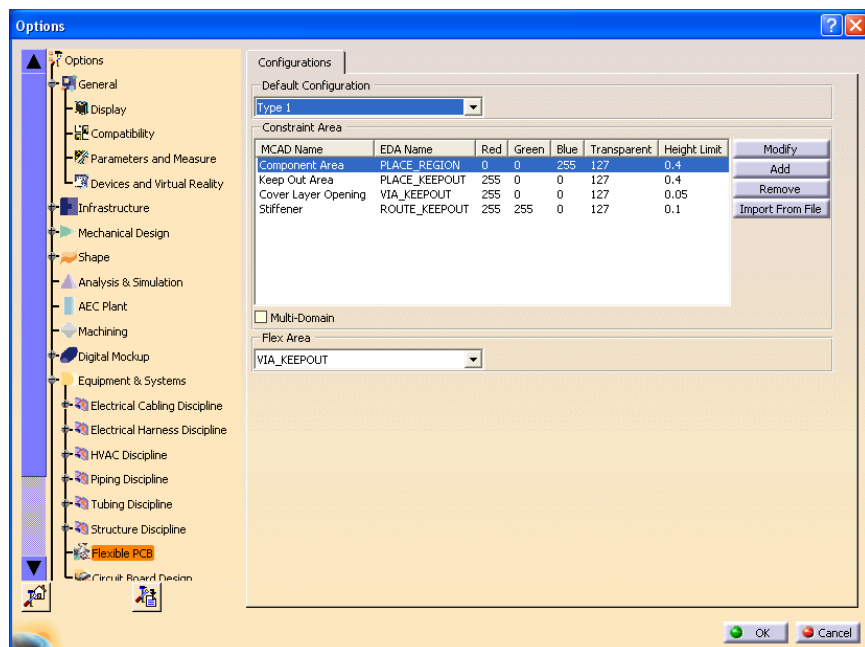 Options
Options
General
Display
Compatibility
Parameters and Measure
Devices and Virtual Reality
Infrastructure
Mechanical Design
Shape
Analysis & Simulation
AEC Plant
Machining
Digital Mockup
Equipment & Systems
Electrical Cabling Discipline
Electrical Harness Discipline
HVAC Discipline
Piping Discipline
Tubing Discipline
Structure Discipline
Flexible PCB
Circuit Board Design
Configurations
Default Configuration
Type 1
Constraint Area
MCAD Name EDA Name Red Green Blue Transparent Height Limit
Component Area PLACE_REGION 0 0 255 127 0.4
Keep Out Area PLACE_KEEPOUT 255 0 0 127 0.4
Cover Layer Opening VIA_KEEPOUT 255 0 0 127 0.05
Stiffener ROUTE_KEEPOUT 255 255 0 127 0.1
Modify
Add
Remove
Import From File
Multi-Domain
Flex Area
VIA_KEEPOUT
OK Cancel